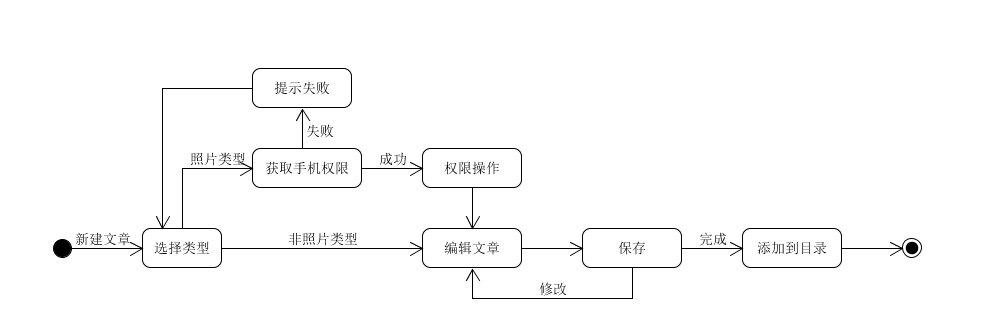 提示失败
失败
照片类型
获取手机权限
成功
权限操作
新建文章
选择类型
非照片类型
编辑文章
保存
完成
添加到目录
修改